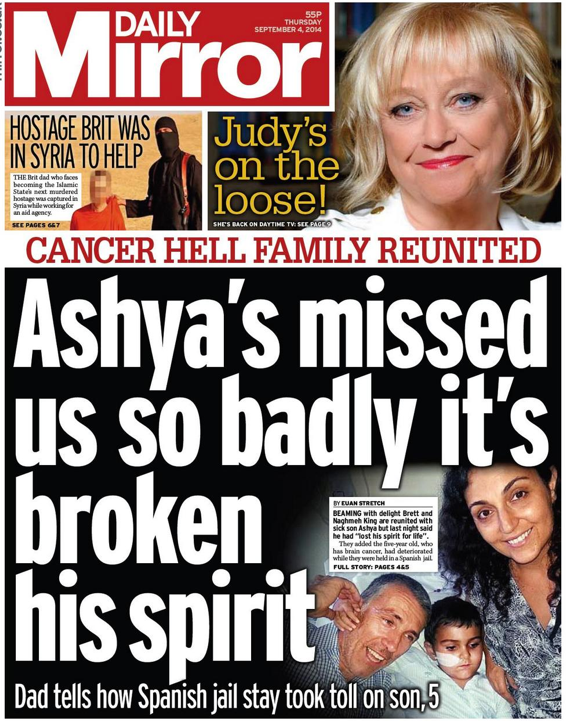 DAILY
Mirror
55P
THURSDAY
SEPTEMBER 4, 2014
HOSTAGE BRIT WAS
IN SYRIA TO HELP
THE Brit dad who faces
becoming the Islamic
State's next murdered
hostage was captured in
Syria while working for
an aid agency.
SEE PAGES 6&7
Judy's
on the
loose!
SHE'S BACK ON DAYTIME TV: SEE PAGE 9
CANCER HELL FAMILY REUNITED
Ashya's missed
us so badly it's
broken
his spirit
BY EUAN STRETCH
BEAMING with delight Brett and
Naghmeh King are reunited with
sick son Ashya but last night said
he had "lost his spirit for life".
They added the five-year old, who
has brain cancer, had deteriorated
while they were held in a Spanish jail.
FULL STORY: PAGES 4&5
Dad tells how Spanish jail stay took toll on son, 5